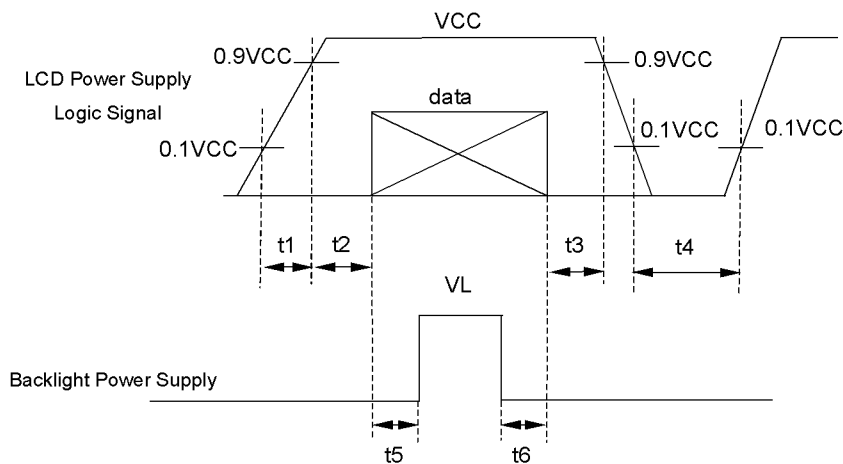 VCC
0.9VCC
0.9VCC
LCD Power Supply
Logic Signal
data
0.1VCC
0.1VCC
0.1VCC
t1
t2
t3
t4
VL
Backlight Power Supply
t5
t6